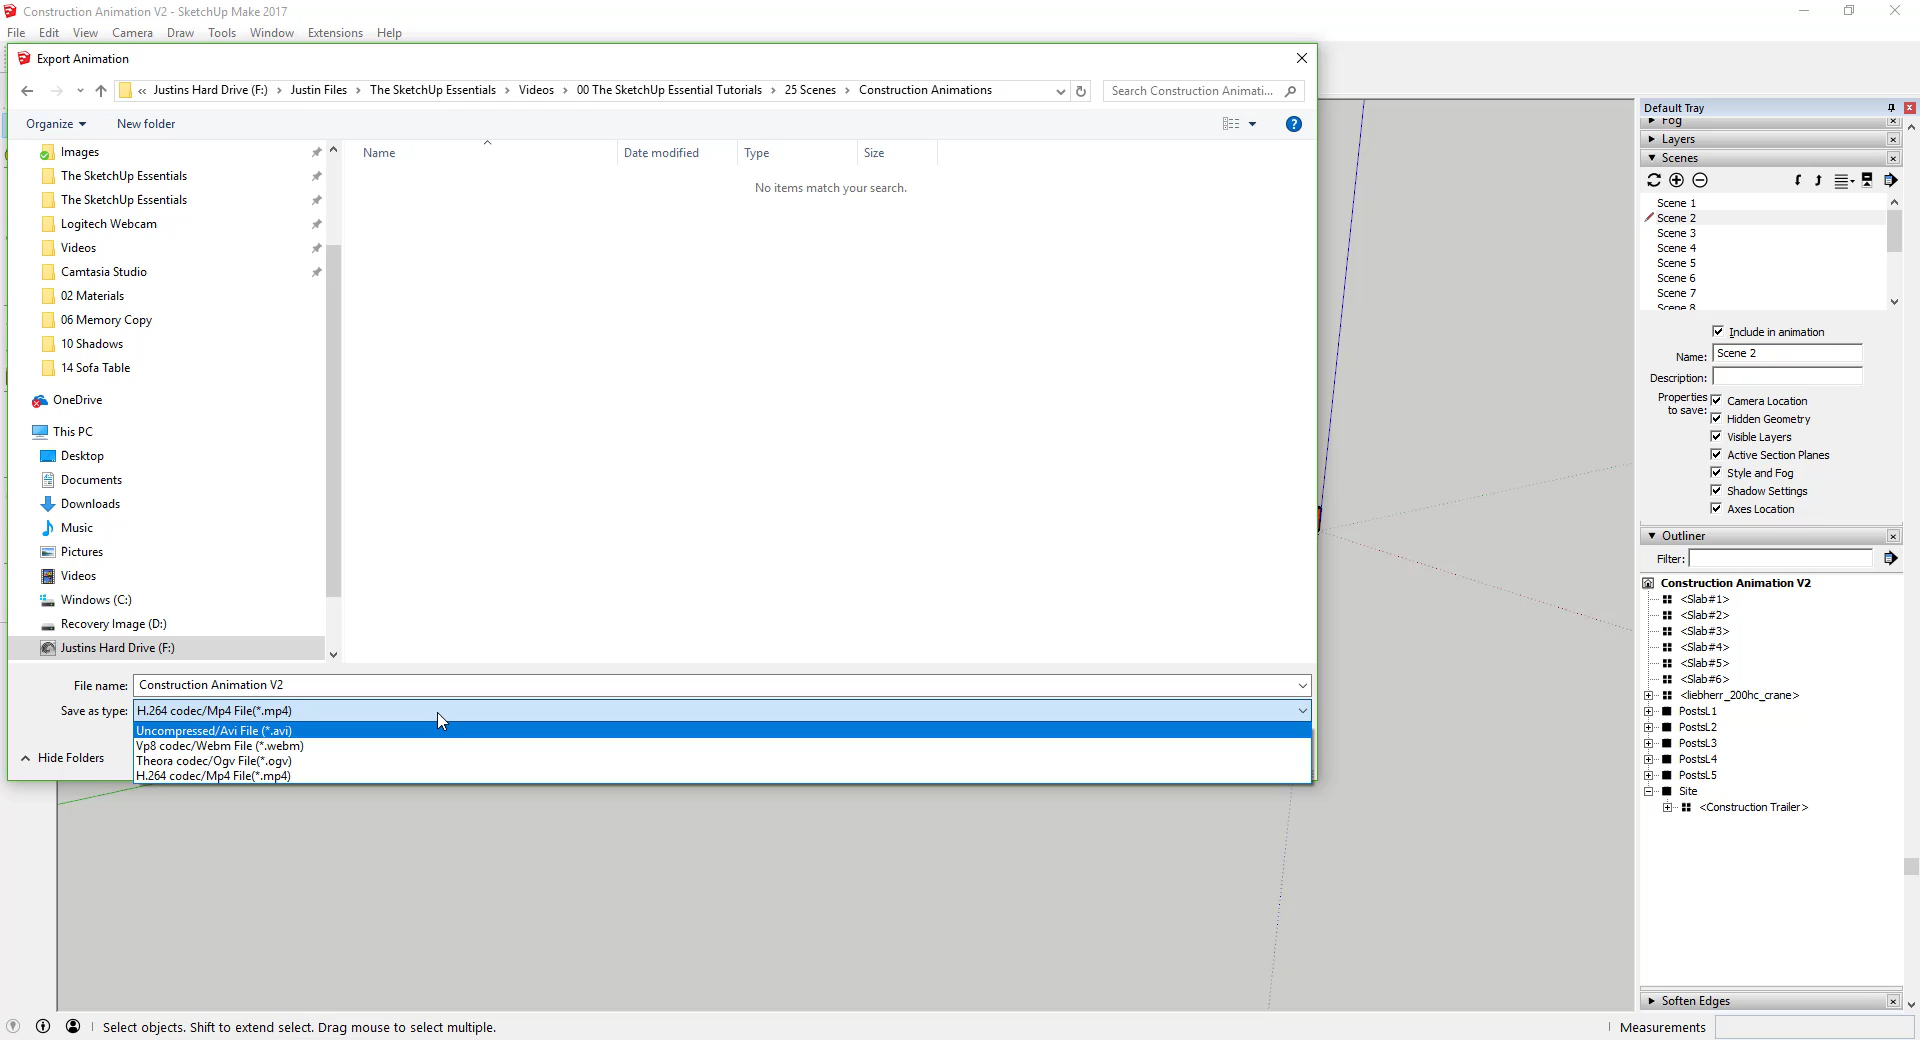 Construction Animation V2 - SketchUp Make 2017
File Edit View Camera Draw Tools Window Extensions Help
Export Animation
« Justins Hard Drive (F:) › Justin Files › The SketchUp Essentials › Videos › 00 The SketchUp Essential Tutorials › 25 Scenes › Construction Animations
Search Construction Animati...
Organize
New folder
Images
The SketchUp Essentials
The SketchUp Essentials
Logitech Webcam
Videos
Camtasia Studio
02 Materials
06 Memory Copy
10 Shadows
14 Sofa Table
OneDrive
This PC
Desktop
Documents
Downloads
Music
Pictures
Videos
Windows (C:)
Recovery Image (D:)
Justins Hard Drive (F:)
Name Date modified Type Size
No items match your search.
File name: Construction Animation V2
Save as type: H.264 codec/Mp4 File(*.mp4)
Uncompressed/Avi File (*.avi)
Vp8 codec/Webm File (*.webm)
Theora codec/Ogv File(*.ogv)
H.264 codec/Mp4 File(*.mp4)
Hide Folders
Default Tray
Fog
Layers
Scenes
Scene 1
Scene 2
Scene 3
Scene 4
Scene 5
Scene 6
Scene 7
Scene 8
Include in animation
Name: Scene 2
Description:
Properties to save:
Camera Location
Hidden Geometry
Visible Layers
Active Section Planes
Style and Fog
Shadow Settings
Axes Location
Outliner
Filter:
Construction Animation V2
<Slab#1>
<Slab#2>
<Slab#3>
<Slab#4>
<Slab#5>
<Slab#6>
<liebherr_200hc_crane>
PostsL1
PostsL2
PostsL3
PostsL4
PostsL5
Site
<Construction Trailer>
Soften Edges
Select objects. Shift to extend select. Drag mouse to select multiple.
Measurements